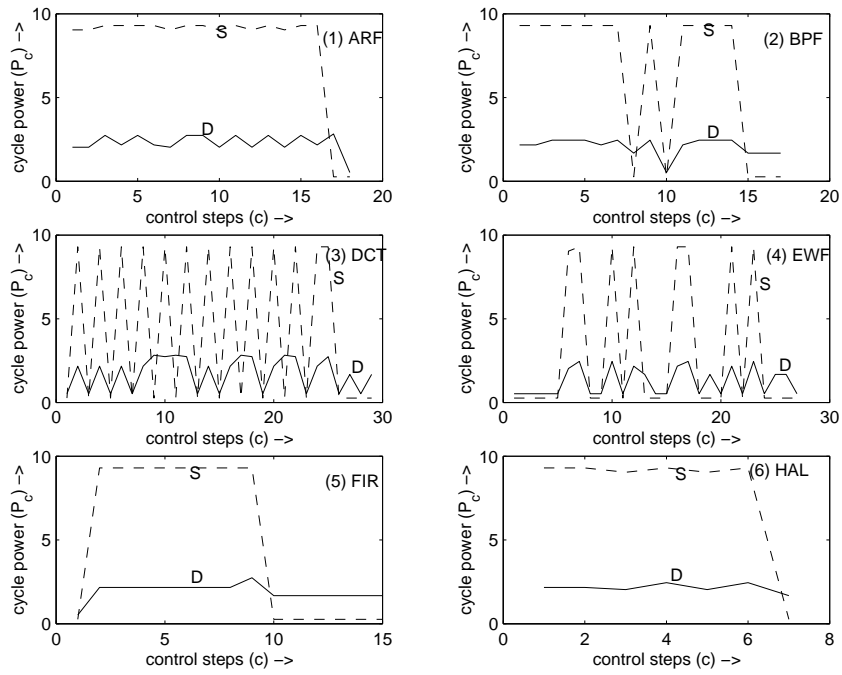 10
5
0
0
5
10
15
20
cycle power (P_c) –>
control steps (c) –>
(1) ARF
S
D
10
5
0
0
5
10
15
20
cycle power (P_c) –>
control steps (c) –>
(2) BPF
S
D
10
5
0
0
10
20
30
cycle power (P_c) –>
control steps (c) –>
(3) DCT
S
D
10
5
0
0
10
20
30
cycle power (P_c) –>
control steps (c) –>
(4) EWF
S
D
10
5
0
0
5
10
15
cycle power (P_c) –>
control steps (c) –>
(5) FIR
S
D
10
5
0
0
2
4
6
8
cycle power (P_c) –>
control steps (c) –>
(6) HAL
S
D